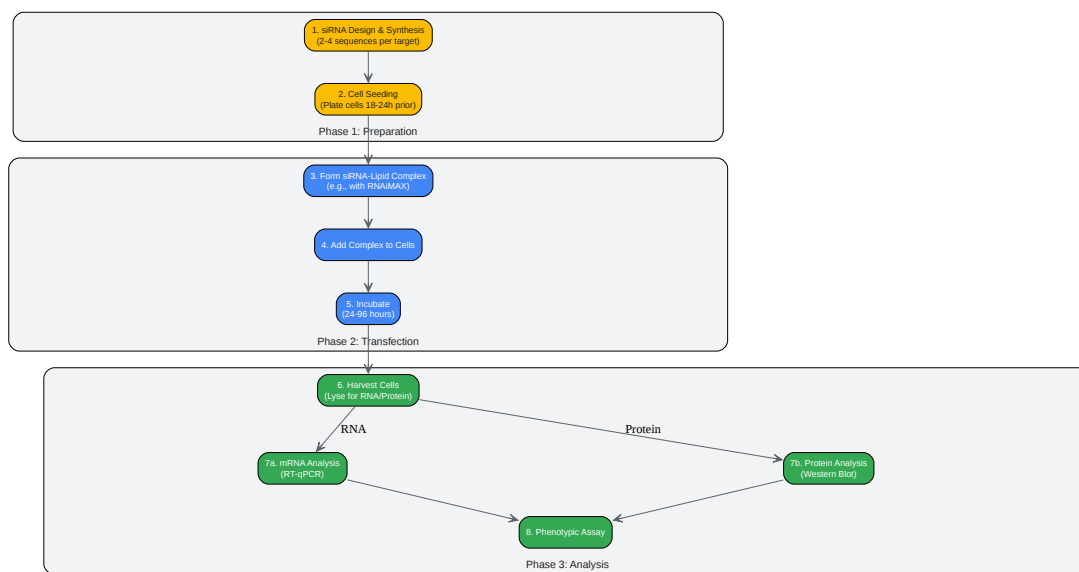 1. siRNA Design & Synthesis
(2-4 sequences per target)
2. Cell Seeding
(Plate cells 18-24h prior)
Phase 1: Preparation
3. Form siRNA-Lipid Complex
(e.g., with RNAiMAX)
4. Add Complex to Cells
5. Incubate
(24-96 hours)
Phase 2: Transfection
6. Harvest Cells
(Lyse for RNA/Protein)
RNA
Protein
7a. mRNA Analysis
(RT-qPCR)
7b. Protein Analysis
(Western Blot)
8. Phenotypic Assay
Phase 3: Analysis